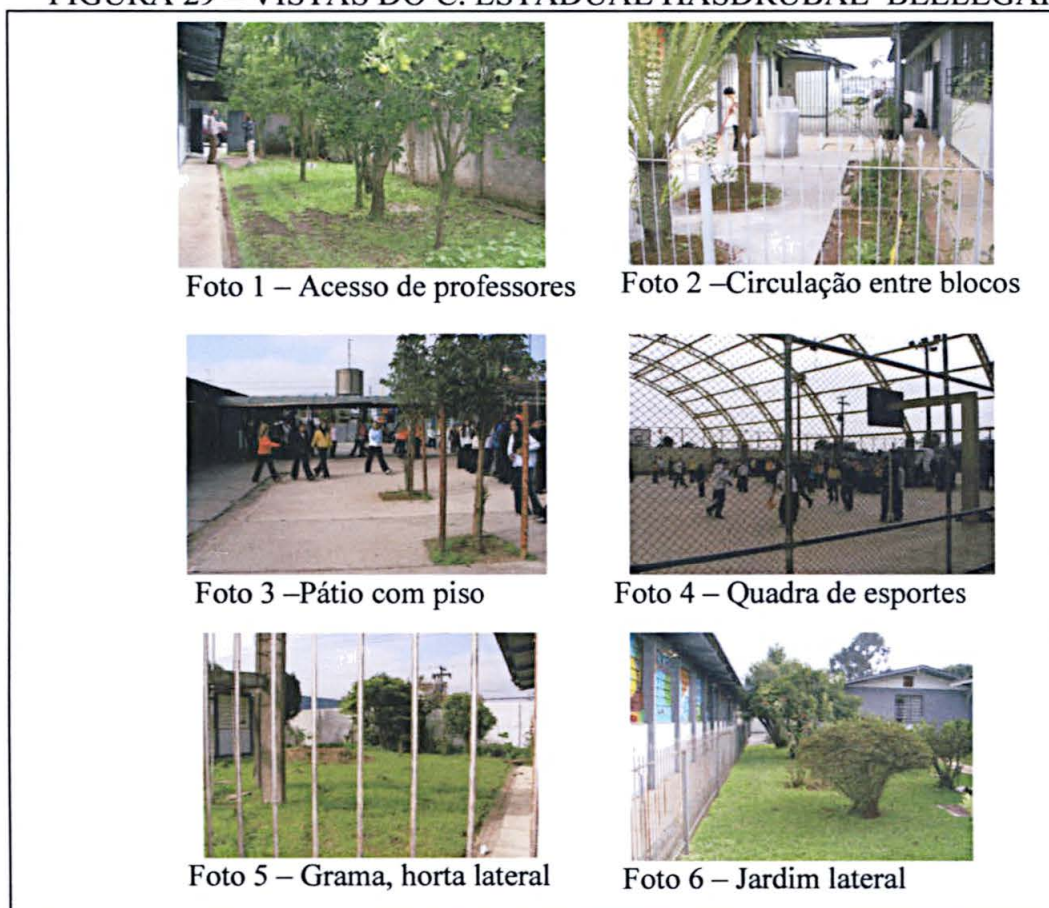 FIGURA 29 – VISTAS DO C. ESTADUAL HASDRUBAL BELLEGAR
Foto 1 – Acesso de professores
Foto 2 –Circulação entre blocos
Foto 3 –Pátio com piso
Foto 4 – Quadra de esportes
Foto 5 – Grama, horta lateral
Foto 6 – Jardim lateral